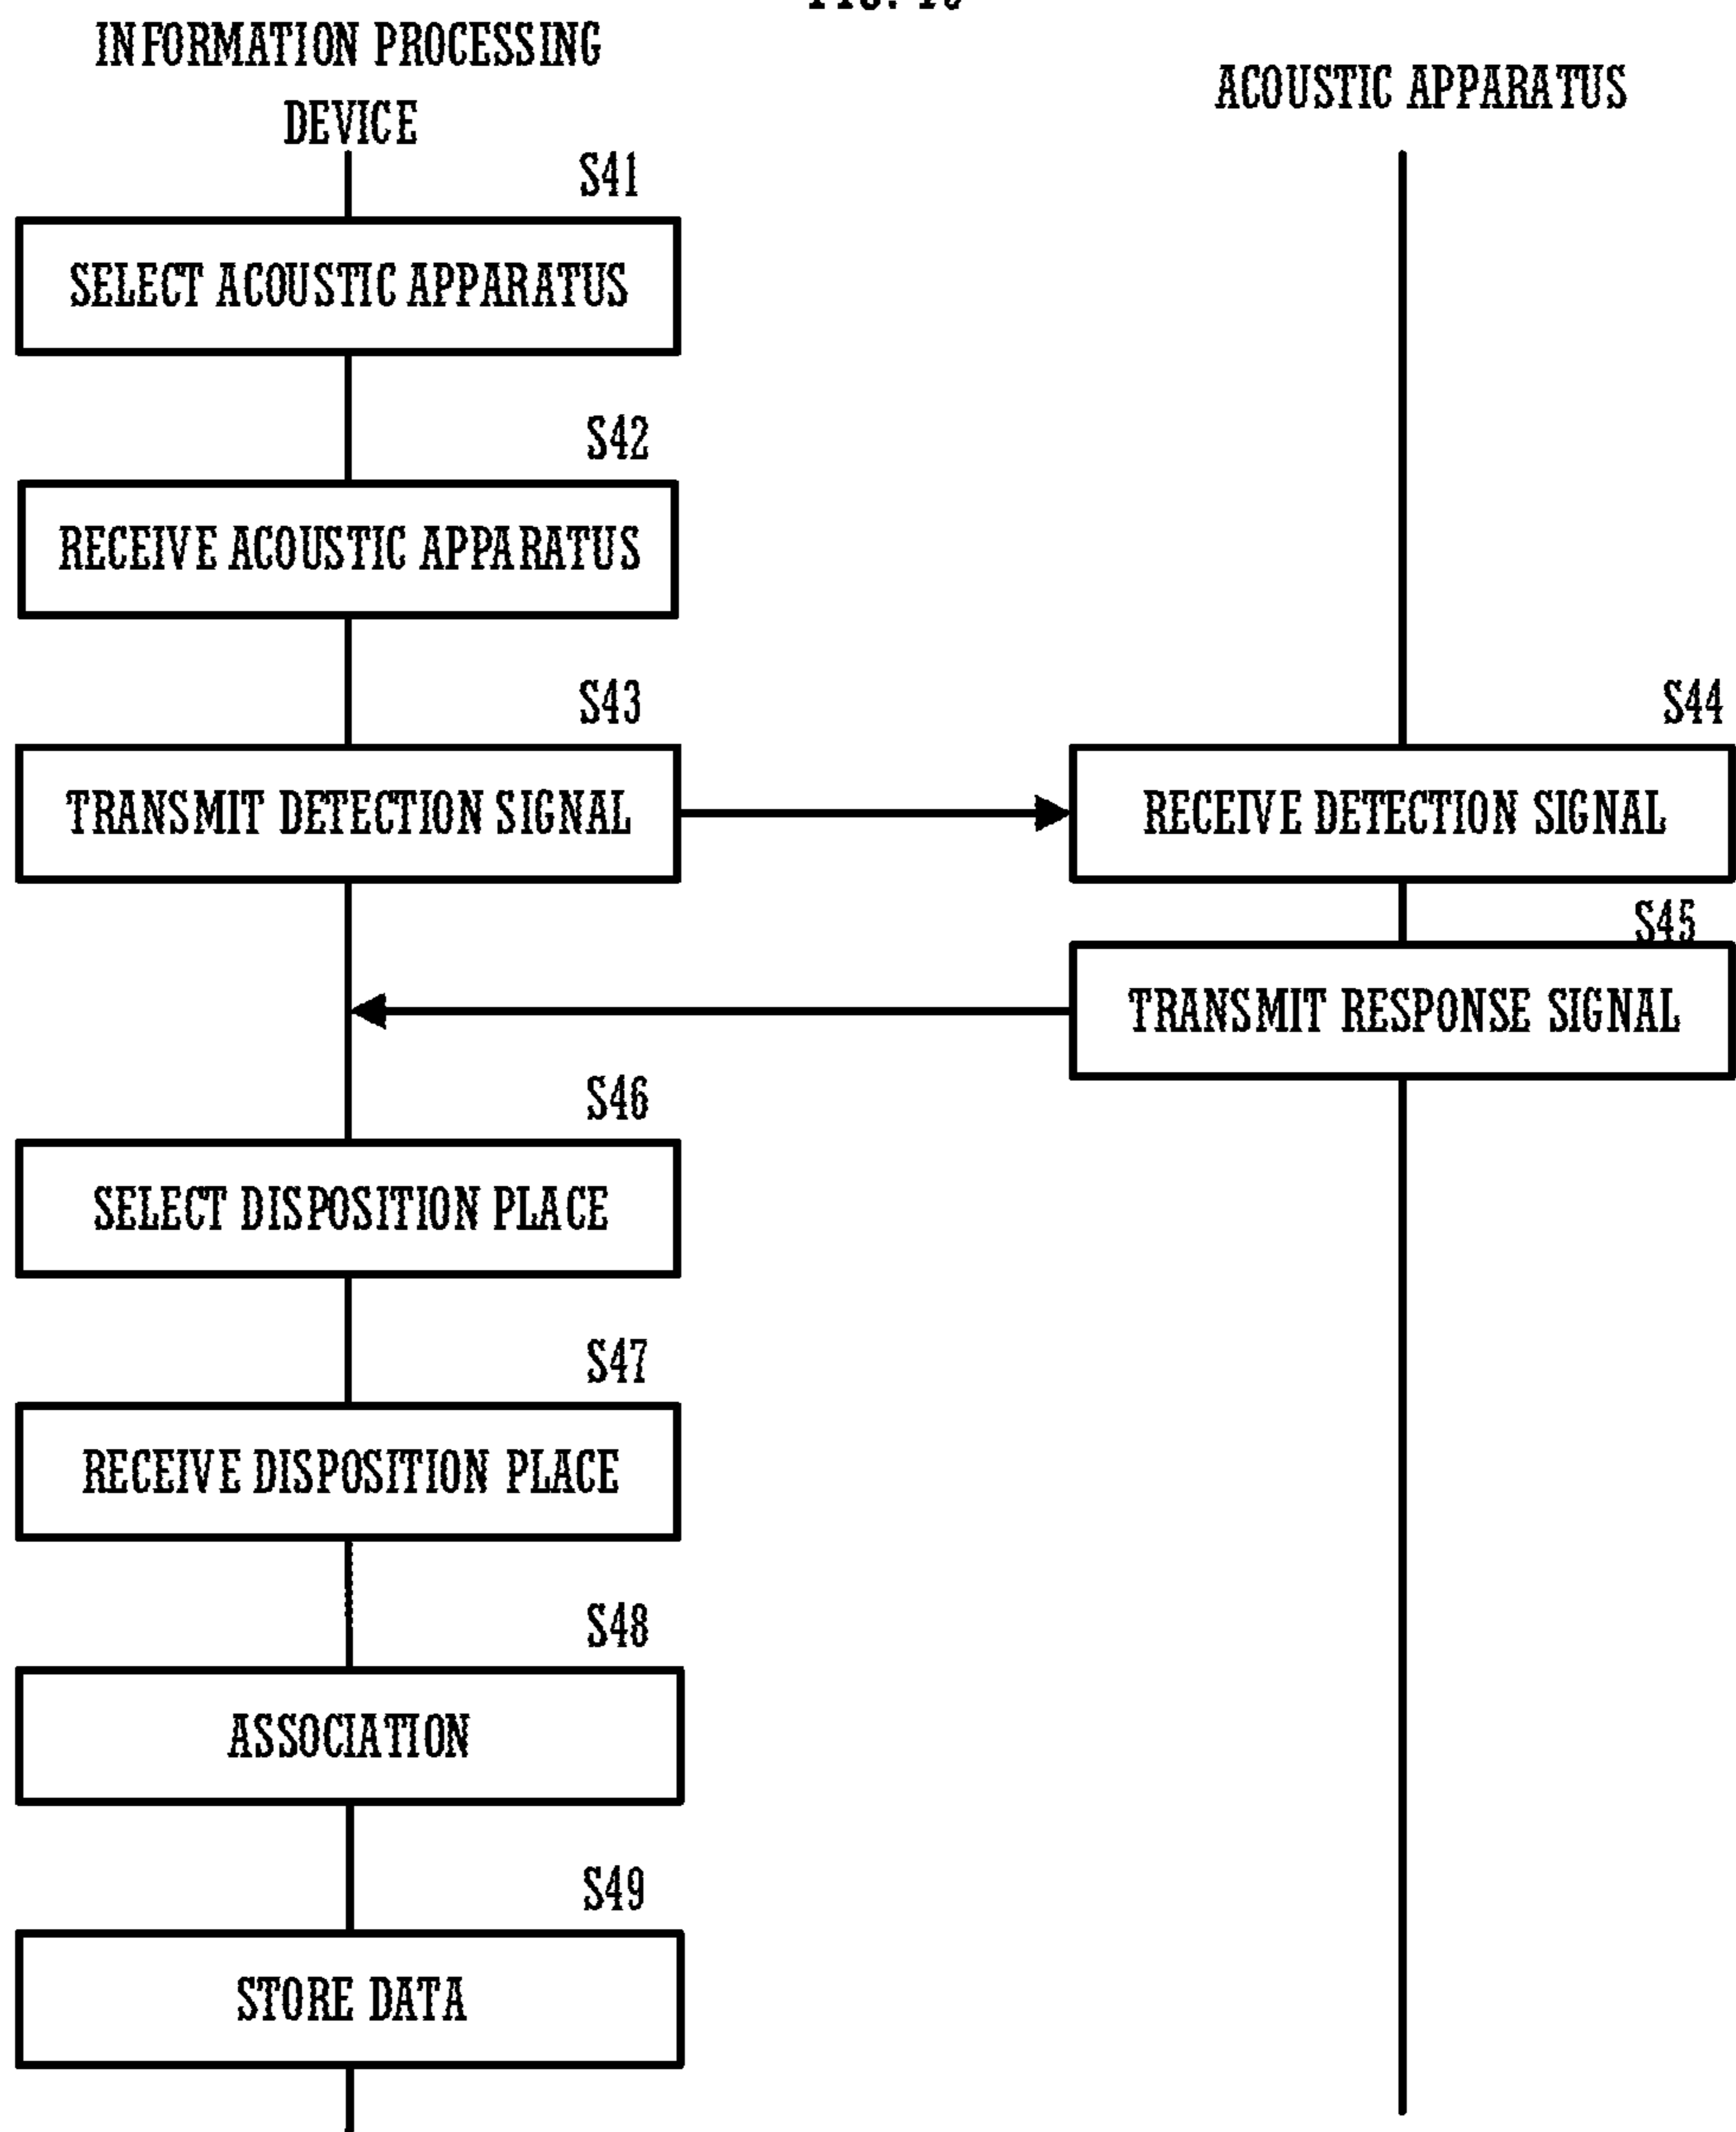 INFORMATION PROCESSING
DEVICE
ACOUSTIC APPARATUS
S41
SELECT ACOUSTIC APPARATUS
S42
RECEIVE ACOUSTIC APPARATUS
S43
TRANSMIT DETECTION SIGNAL
S44
RECEIVE DETECTION SIGNAL
S45
TRANSMIT RESPONSE SIGNAL
S46
SELECT DISPOSITION PLACE
S47
RECEIVE DISPOSITION PLACE
S48
ASSOCIATION
S49
STORE DATA